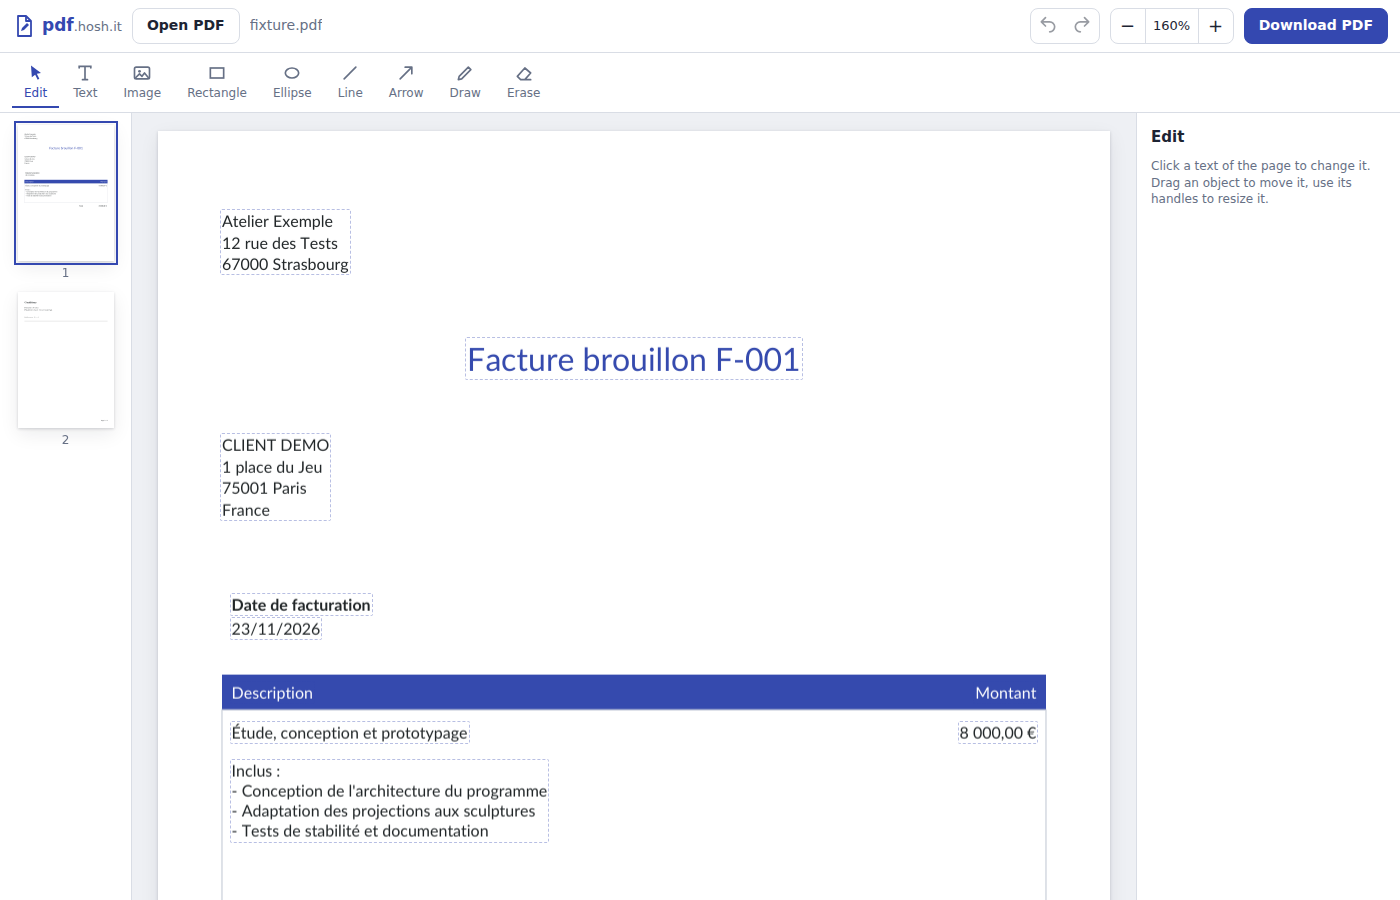 pdf.hosh.it
Open PDF
fixture.pdf
160%
Download PDF
Edit
Text
Image
Rectangle
Ellipse
Line
Arrow
Draw
Erase
1
2
Atelier Exemple
12 rue des Tests
67000 Strasbourg
Facture brouillon F-001
CLIENT DEMO
1 place du Jeu
75001 Paris
France
Date de facturation
23/11/2026
Description Montant
Étude, conception et prototypage 8 000,00 €
Inclus :
- Conception de l'architecture du programme
- Adaptation des projections aux sculptures
- Tests de stabilité et documentation
Edit
Click a text of the page to change it.
Drag an object to move it, use its
handles to resize it.